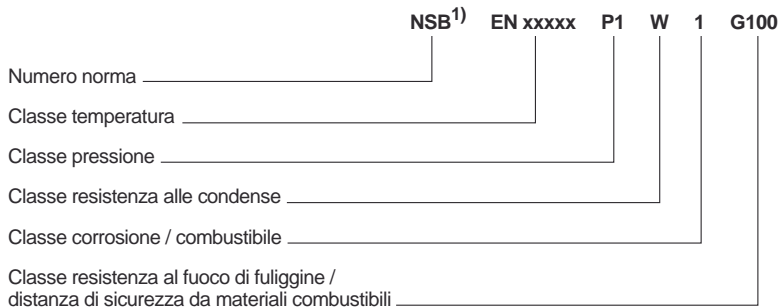 NSB1) EN xxxxx P1 W 1 G100
Numero norma
Classe temperatura
Classe pressione
Classe resistenza alle condense
Classe corrosione / combustibile
Classe resistenza al fuoco di fuliggine /
distanza di sicurezza da materiali combustibili